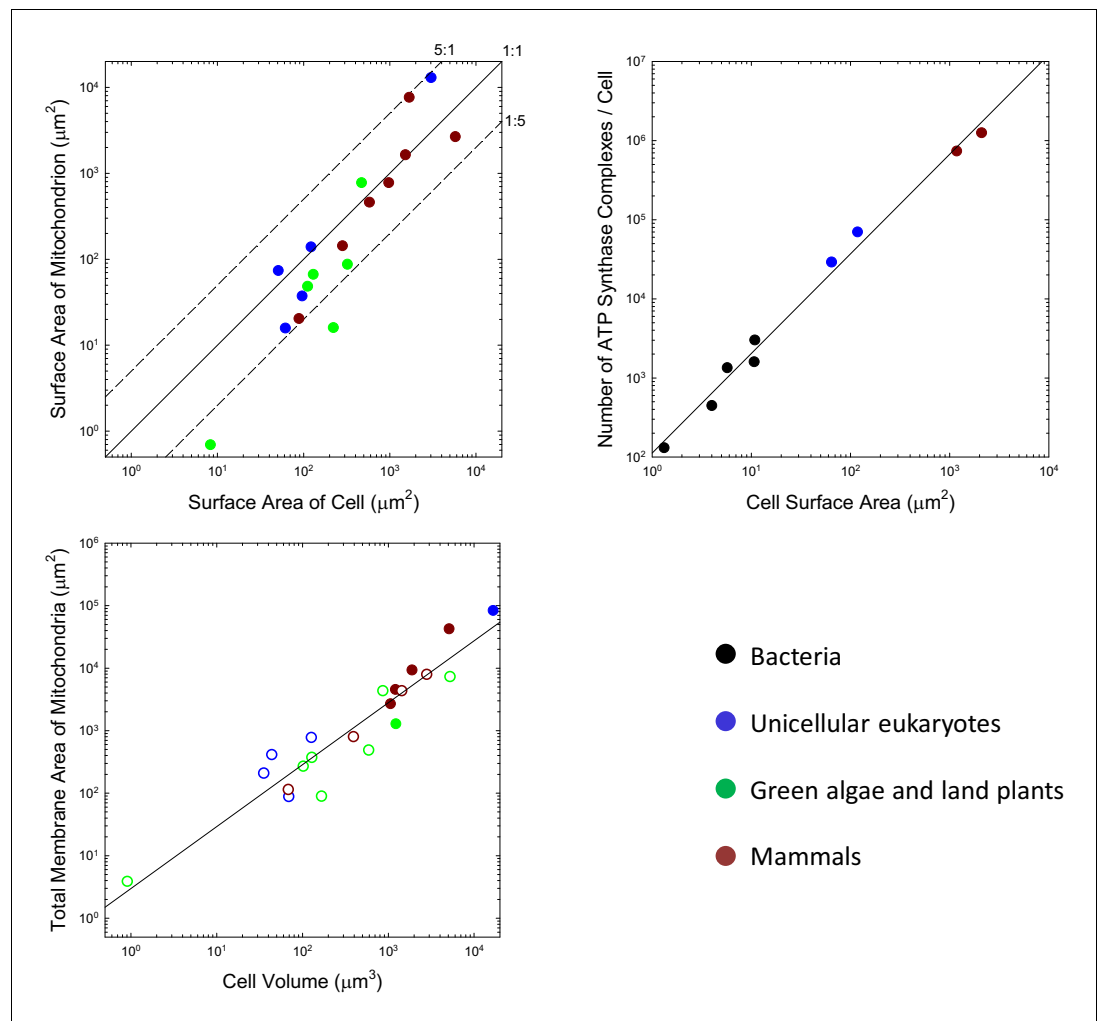 5:1
1:1
1:5
10⁴
10³
10²
10¹
10⁰
Surface Area of Mitochondrion (μm²)
10⁰ 10¹ 10² 10³ 10⁴
Surface Area of Cell (μm²)
10⁷
10⁶
10⁵
10⁴
10³
10²
Number of ATP Synthase Complexes / Cell
10⁰ 10¹ 10² 10³ 10⁴
Cell Surface Area (μm²)
10⁶
10⁵
10⁴
10³
10²
10¹
10⁰
Total Membrane Area of Mitochondria (μm²)
10⁰ 10¹ 10² 10³ 10⁴
Cell Volume (μm³)
Bacteria
Unicellular eukaryotes
Green algae and land plants
Mammals